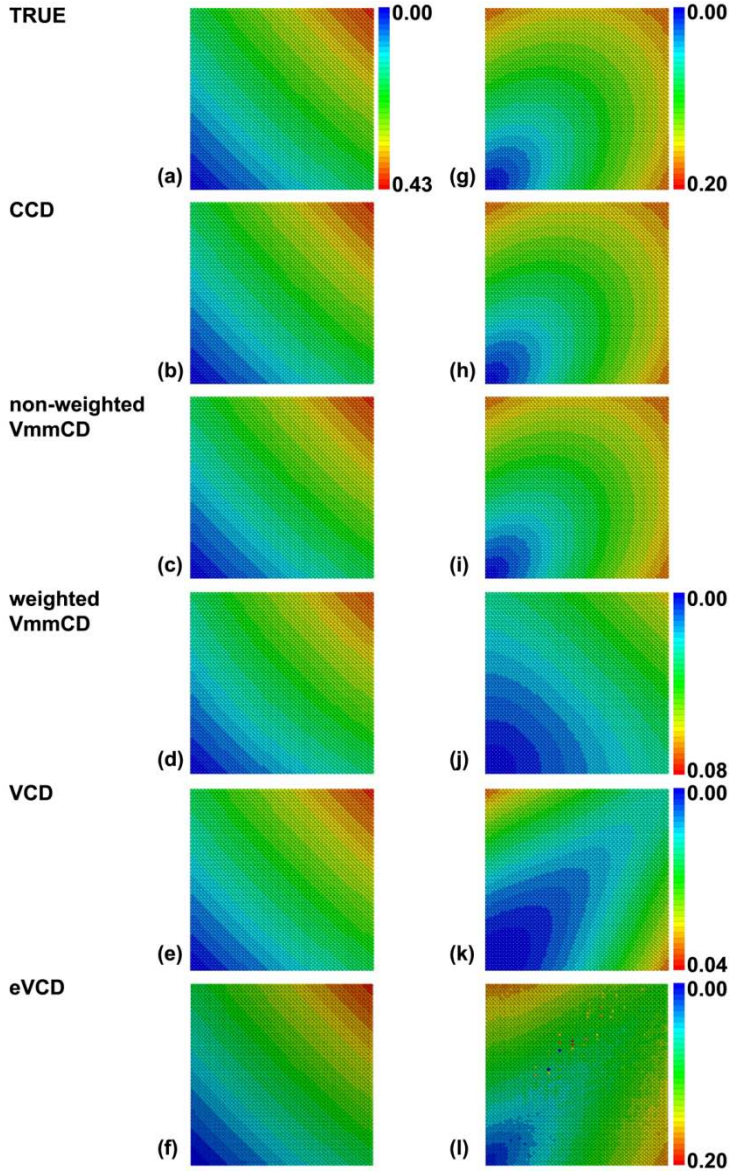 TRUE
0.00
0.00
(a)
0.43
(g)
0.20
CCD
(b)
(h)
non-weighted
VmmCD
(c)
(i)
weighted
VmmCD
0.00
(d)
(j)
0.08
VCD
0.00
(e)
(k)
0.04
eVCD
0.00
(f)
(l)
0.20